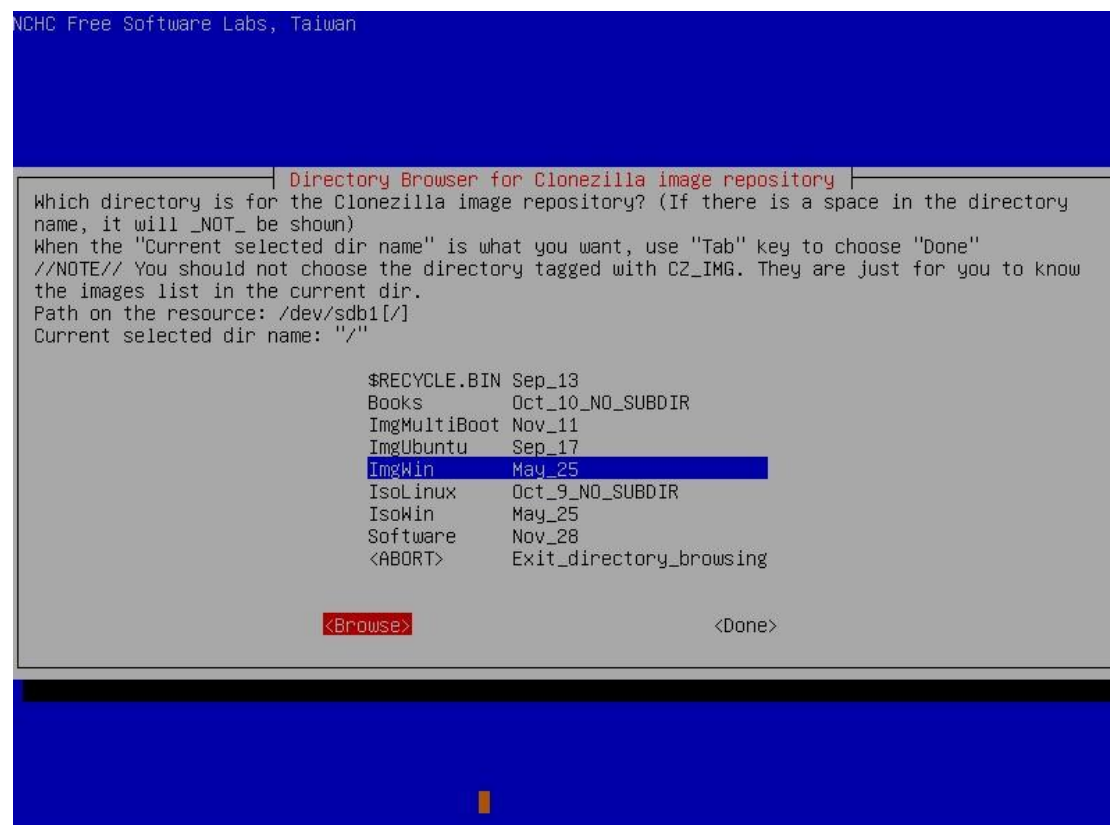 NCHC Free Software Labs, Taiwan
Directory Browser for Clonezilla image repository
Which directory is for the Clonezilla image repository? (If there is a space in the directory
name, it will _NOT_ be shown)
When the "Current selected dir name" is what you want, use "Tab" key to choose "Done"
//NOTE// You should not choose the directory tagged with CZ_IMG. They are just for you to know
the images list in the current dir.
Path on the resource: /dev/sdb1[/]
Current selected dir name: "/"
$RECYCLE.BIN Sep_13
Books Oct_10_NO_SUBDIR
ImgMultiBoot Nov_11
ImgUbuntu Sep_17
ImgWin May_25
IsoLinux Oct_9_NO_SUBDIR
IsoWin May_25
Software Nov_28
<ABORT> Exit_directory_browsing
<Browse> <Done>